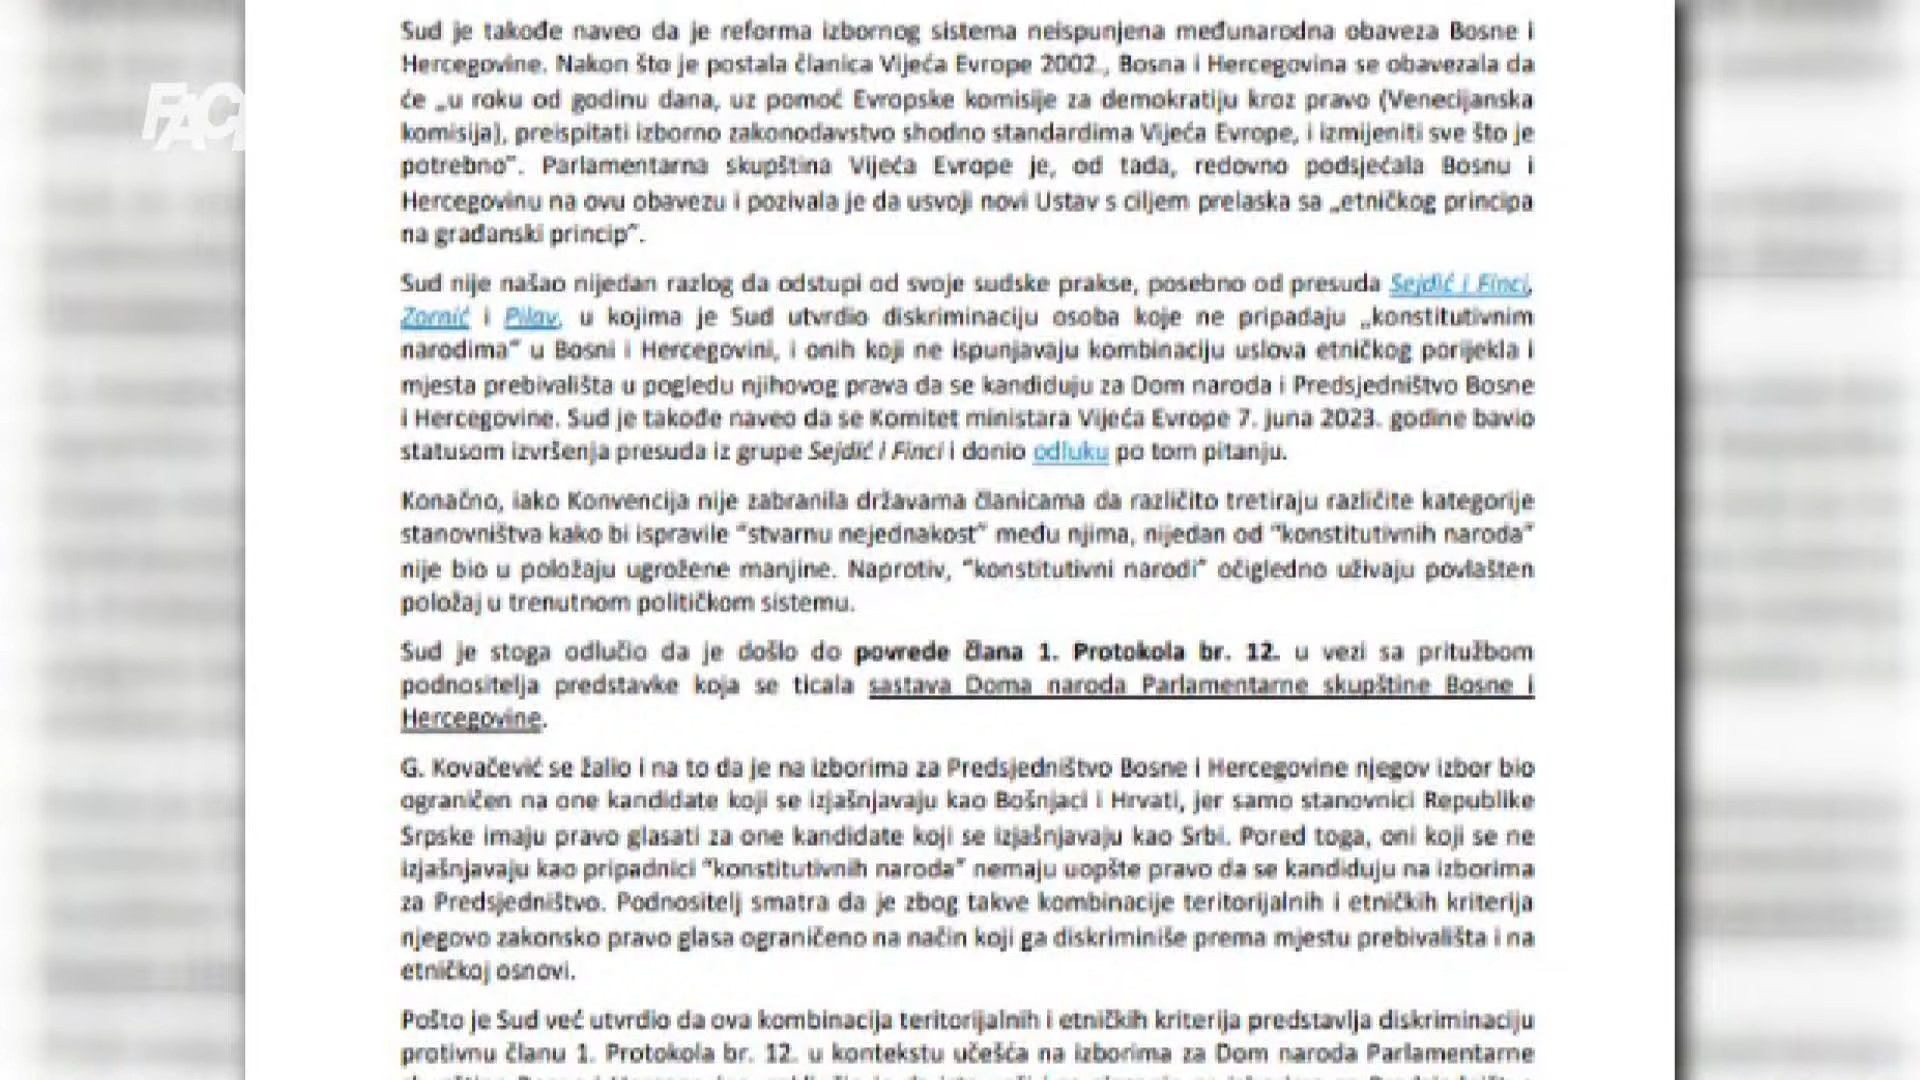 Sud je takođe naveo da je reforma izbornog sistema neispunjena međunarodna obaveza Bosne i
Hercegovine. Nakon što je postala članica Vijeća Evrope 2002., Bosna i Hercegovina se obavezala da
će „u roku od godinu dana, uz pomoć Evropske komisije za demokratiju kroz pravo (Venecijanska
komisija), preispitati izborno zakonodavstvo shodno standardima Vijeća Evrope, i izmijeniti sve što je
potrebno”. Parlamentarna skupština Vijeća Evrope je, od tada, redovno podsjećala Bosnu i
Hercegovinu na ovu obavezu i pozivala je da usvoji novi Ustav s ciljem prelaska sa „etničkog principa
na građanski princip”.
Sud nije našao nijedan razlog da odstupi od svoje sudske prakse, posebno od presuda Sejdić i Finci,
Zornić i Pilav, u kojima je Sud utvrdio diskriminaciju osoba koje ne pripadaju „konstitutivnim
narodima“ u Bosni i Hercegovini, i onih koji ne ispunjavaju kombinaciju uslova etničkog porijekla i
mjesta prebivališta u pogledu njihovog prava da se kandiduju za Dom naroda i Predsjedništvo Bosne
i Hercegovine. Sud je takođe naveo da se Komitet ministara Vijeća Evrope 7. juna 2023. godine bavio
statusom izvršenja presuda iz grupe Sejdić i Finci i donio odluku po tom pitanju.
Konačno, iako Konvencija nije zabranila državama članicama da različito tretiraju različite kategorije
stanovništva kako bi ispravile “stvarnu nejednakost” među njima, nijedan od “konstitutivnih naroda”
nije bio u položaju ugrožene manjine. Naprotiv, “konstitutivni narodi” očigledno uživaju povlašten
položaj u trenutnom političkom sistemu.
Sud je stoga odlučio da je došlo do povrede člana 1. Protokola br. 12. u vezi sa pritužbom
podnositelja predstavke koja se ticala sastava Doma naroda Parlamentarne skupštine Bosne i
Hercegovine.
G. Kovačević se žalio i na to da je na izborima za Predsjedništvo Bosne i Hercegovine njegov izbor bio
ograničen na one kandidate koji se izjašnjavaju kao Bošnjaci i Hrvati, jer samo stanovnici Republike
Srpske imaju pravo glasati za one kandidate koji se izjašnjavaju kao Srbi. Pored toga, oni koji se ne
izjašnjavaju kao pripadnici “konstitutivnih naroda” nemaju uopšte pravo da se kandiduju na izborima
za Predsjedništvo. Podnositelj smatra da je zbog takve kombinacije teritorijalnih i etničkih kriterija
njegovo zakonsko pravo glasa ograničeno na način koji ga diskriminiše prema mjestu prebivališta i na
etničkoj osnovi.
Pošto je Sud već utvrdio da ova kombinacija teritorijalnih i etničkih kriterija predstavlja diskriminaciju
protivnu članu 1. Protokola br. 12. u kontekstu učešća na izborima za Dom naroda Parlamentarne